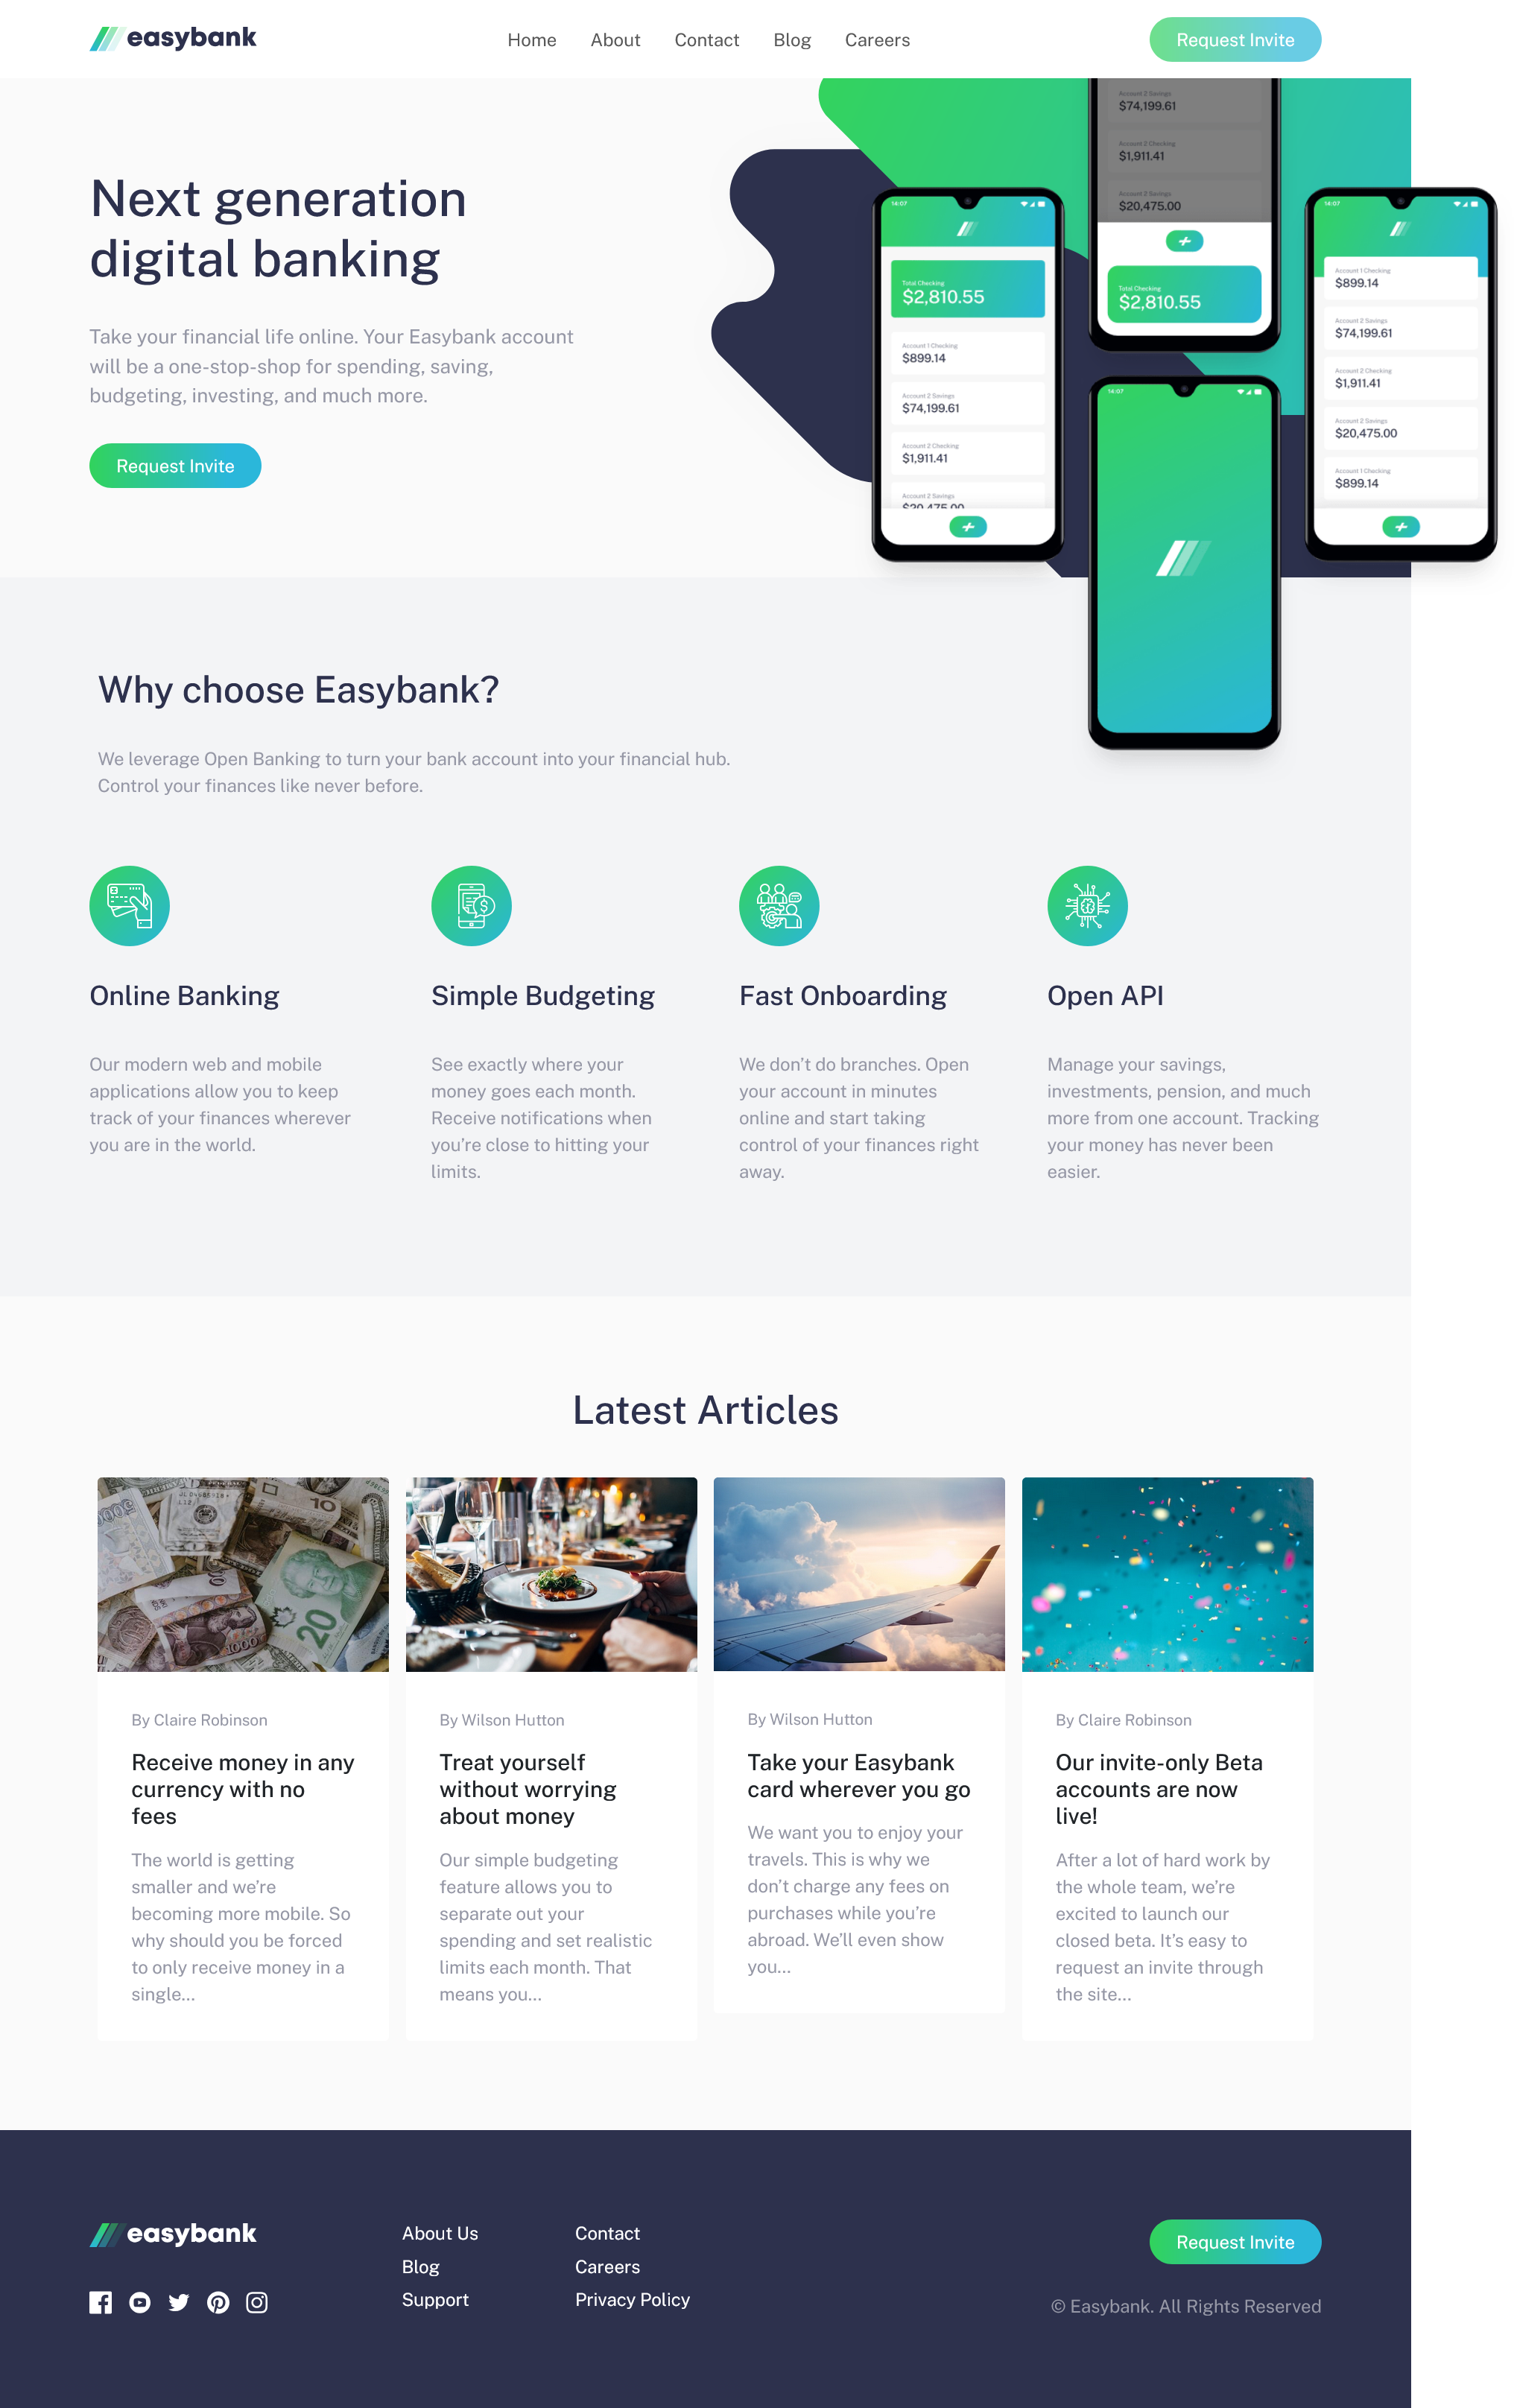 easybank
Home
About
Contact
Blog
Careers
Request Invite
Next generation
digital banking
Take your financial life online. Your Easybank account
will be a one-stop-shop for spending, saving,
budgeting, investing, and much more.
Request Invite
14:07
Total Checking
$2,810.55
Account 1 Checking
$899.14
Account 2 Savings
$74,199.61
Account 2 Checking
$1,911.41
Account 2 Savings
$20,475.00
Account 2 Savings
$74,199.61
Account 2 Checking
$1,911.41
Account 2 Savings
$20,475.00
Total Checking
$2,810.55
14:07
14:07
Account 1 Checking
$899.14
Account 2 Savings
$74,199.61
Account 2 Checking
$1,911.41
Account 2 Savings
$20,475.00
Account 1 Checking
$899.14
Why choose Easybank?
We leverage Open Banking to turn your bank account into your financial hub.
Control your finances like never before.
Online Banking
Our modern web and mobile
applications allow you to keep
track of your finances wherever
you are in the world.
Simple Budgeting
See exactly where your
money goes each month.
Receive notifications when
you’re close to hitting your
limits.
Fast Onboarding
We don’t do branches. Open
your account in minutes
online and start taking
control of your finances right
away.
Open API
Manage your savings,
investments, pension, and much
more from one account. Tracking
your money has never been
easier.
Latest Articles
10
20
1000
By Claire Robinson
Receive money in any
currency with no
fees
The world is getting
smaller and we’re
becoming more mobile. So
why should you be forced
to only receive money in a
single…
By Wilson Hutton
Treat yourself
without worrying
about money
Our simple budgeting
feature allows you to
separate out your
spending and set realistic
limits each month. That
means you…
By Wilson Hutton
Take your Easybank
card wherever you go
We want you to enjoy your
travels. This is why we
don’t charge any fees on
purchases while you’re
abroad. We’ll even show
you…
By Claire Robinson
Our invite-only Beta
accounts are now
live!
After a lot of hard work by
the whole team, we’re
excited to launch our
closed beta. It’s easy to
request an invite through
the site…
easybank
About Us
Blog
Support
Contact
Careers
Privacy Policy
Request Invite
© Easybank. All Rights Reserved